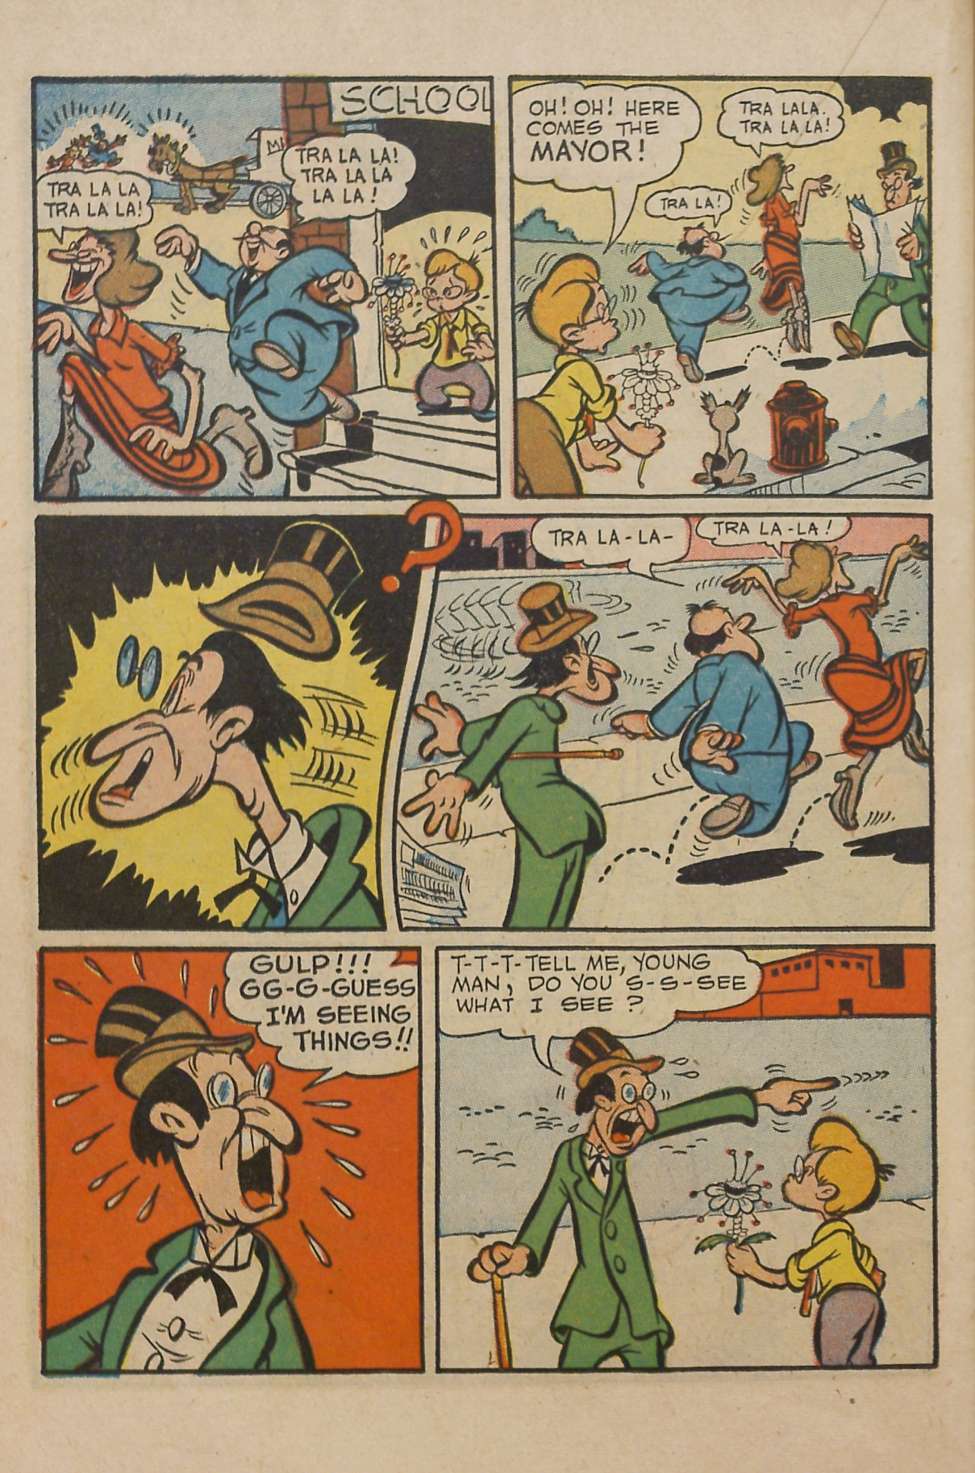 SCHOOL
TRA LA LA
TRA LA LA!
TRA LA LA!
TRA LA LA
LA LA!
OH! OH! HERE
COMES THE
MAYOR!
TRA LA!
TRA LALA.
TRA LA LA!
?
TRA LA-LA-
TRA LA-LA!
GULP!!!
GG-G-GUESS
I'M SEEING
THINGS!!
T-T-T-TELL ME, YOUNG
MAN, DO YOU S-S-SEE
WHAT I SEE?